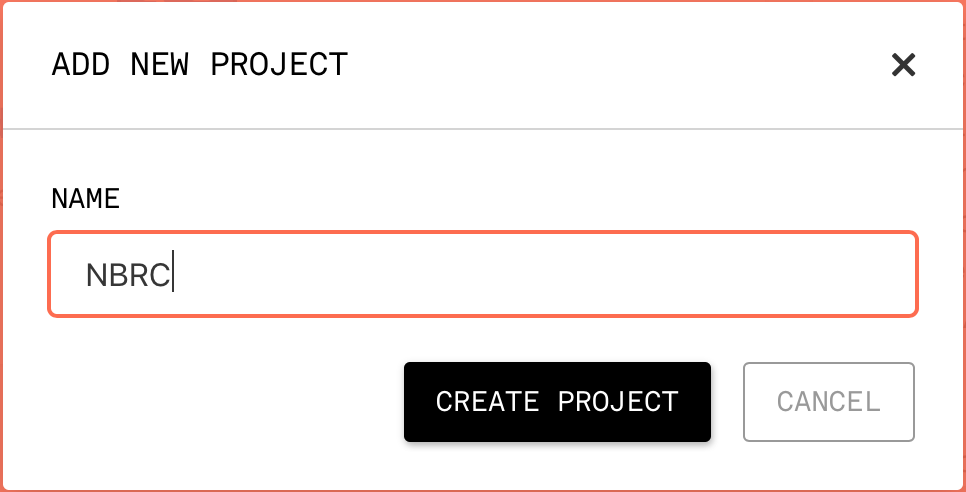 ADD NEW PROJECT
NAME
NBRC
CREATE PROJECT
CANCEL